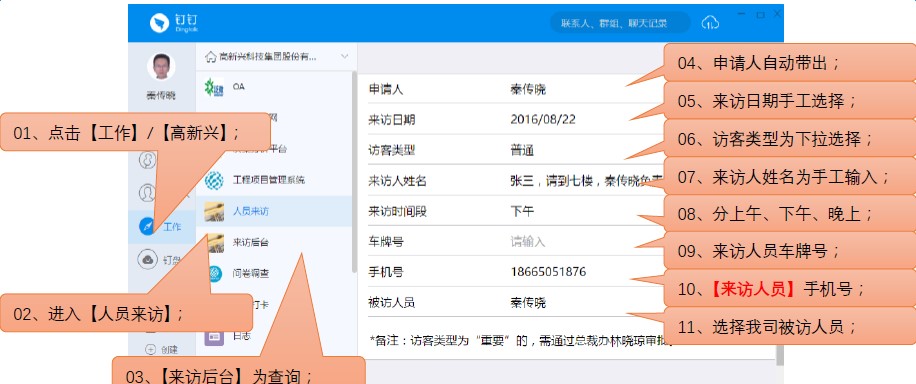 钉钉
DingTalk
联系人、群组、聊天记录
秦传晓
高新兴科技集团股份有...
OA
网
平台
工程项目管理系统
人员来访
来访后台
问卷调查
打卡
日志
工作
钉盘
创建
申请人 秦传晓
来访日期 2016/08/22
访客类型 普通
来访人姓名 张三，请到七楼，秦传晓负责
来访时间段 下午
车牌号 请输入
手机号 18665051876
被访人员 秦传晓
*备注：访客类型为“重要”的，需通过总裁办林晓琼审批。
01、点击【工作】/【高新兴】；
02、进入【人员来访】；
03、【来访后台】为查询；
04、申请人自动带出；
05、来访日期手工选择；
06、访客类型为下拉选择；
07、来访人姓名为手工输入；
08、分上午、下午、晚上；
09、来访人员车牌号；
10、【来访人员】手机号；
11、选择我司被访人员；